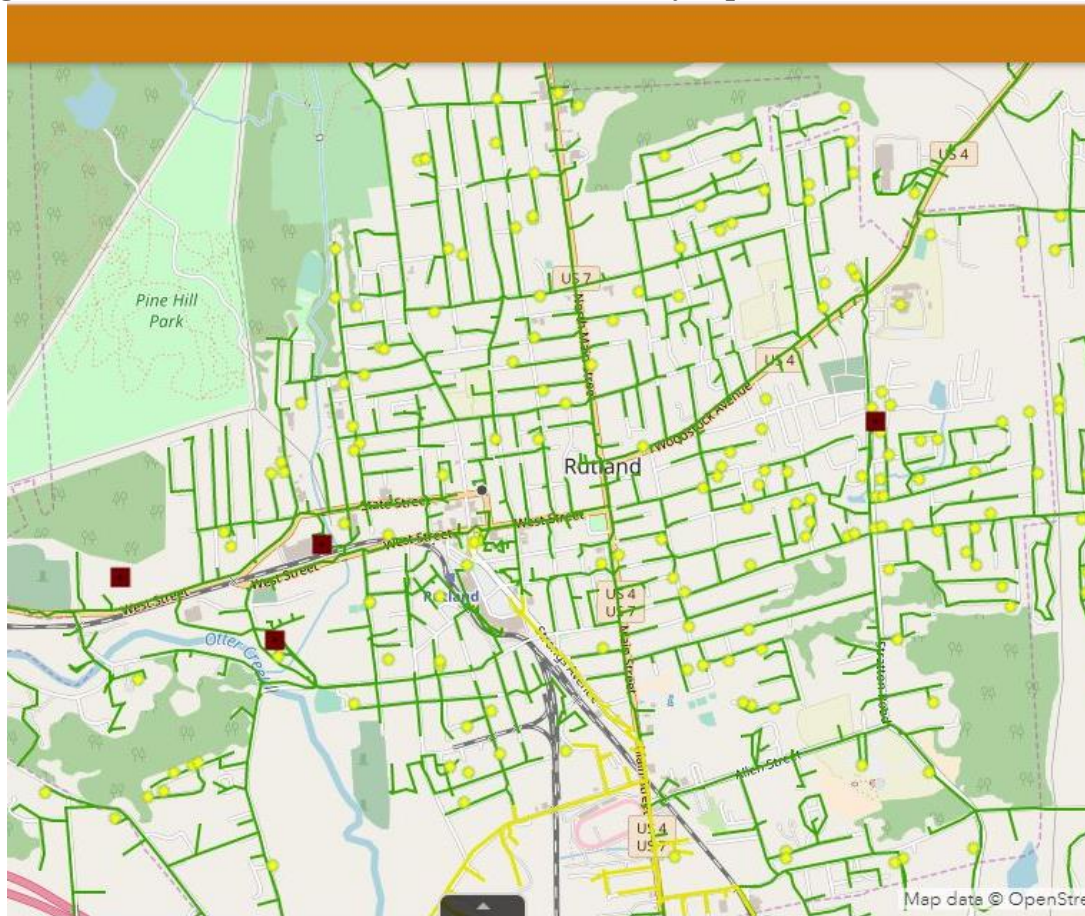 US 4
Pine Hill
Park
US 7
North Main Street
US 4
Woodstock Avenue
Rutland
State Street
West Street
West Street
West Street
West Street
Rutland
US 4
US 7
Otter Creek
Strongs Avenue
Main Street
Stratton Road
Allen Street
US 4
US 7
Map data © OpenStre